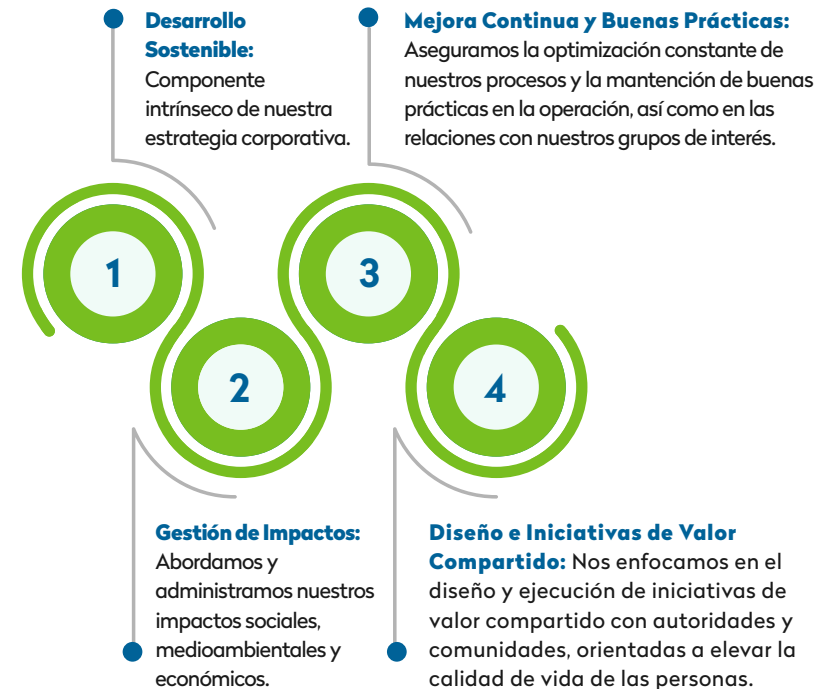 1
Desarrollo
Sostenible:
Componente
intrínseco de nuestra
estrategia corporativa.
2
Gestión de Impactos:
Abordamos y
administramos nuestros
impactos sociales,
medioambientales y
económicos.
3
Mejora Continua y Buenas Prácticas:
Aseguramos la optimización constante de
nuestros procesos y la mantención de buenas
prácticas en la operación, así como en las
relaciones con nuestros grupos de interés.
4
Diseño e Iniciativas de Valor
Compartido: Nos enfocamos en el
diseño y ejecución de iniciativas de
valor compartido con autoridades y
comunidades, orientadas a elevar la
calidad de vida de las personas.